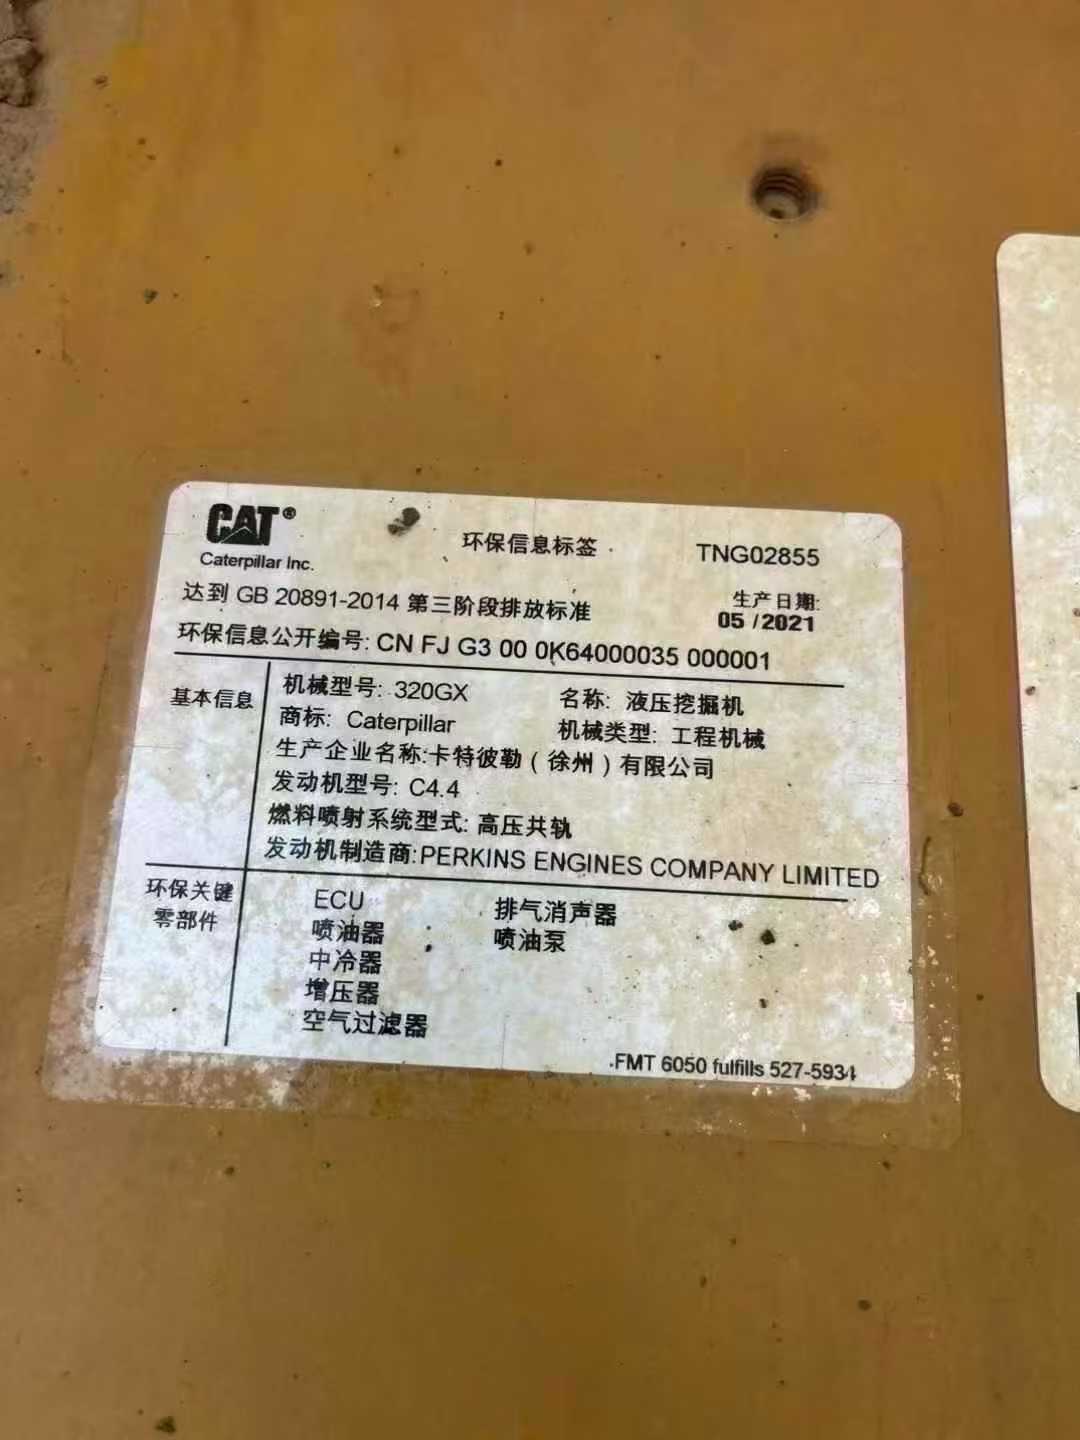 CAT®
Caterpillar Inc.
环保信息标签
TNG02855
达到 GB 20891-2014 第三阶段排放标准
生产日期:
05 /2021
环保信息公开编号: CN FJ G3 00 0K64000035 000001
基本信息
机械型号: 320GX
名称: 液压挖掘机
商标: Caterpillar
机械类型: 工程机械
生产企业名称:卡特彼勒（徐州）有限公司
发动机型号: C4.4
燃料喷射系统型式: 高压共轨
发动机制造商:PERKINS ENGINES COMPANY LIMITED
环保关键
零部件
ECU
排气消声器
喷油器
喷油泵
中冷器
增压器
空气过滤器
FMT 6050 fulfills 527-5934